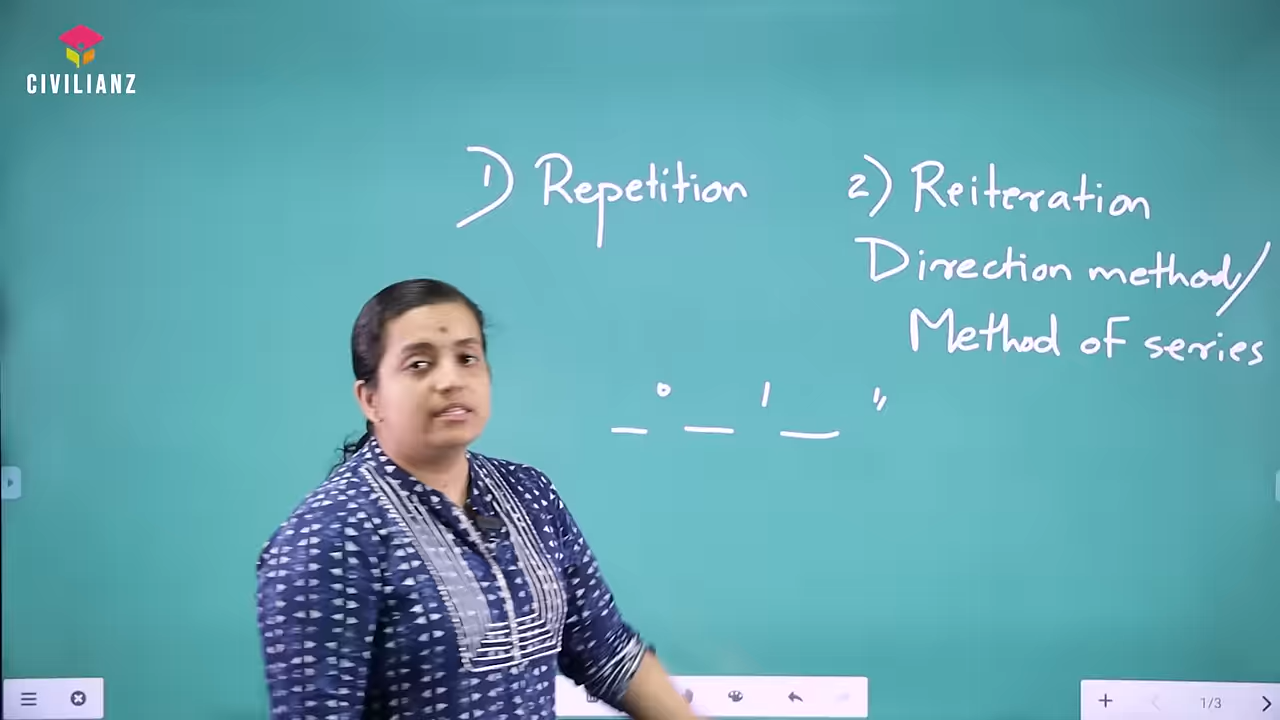 CIVILIANZ
1) Repetition
2) Reiteration
Direction method/
Method of series
_ ° _ ' _ "
1/3